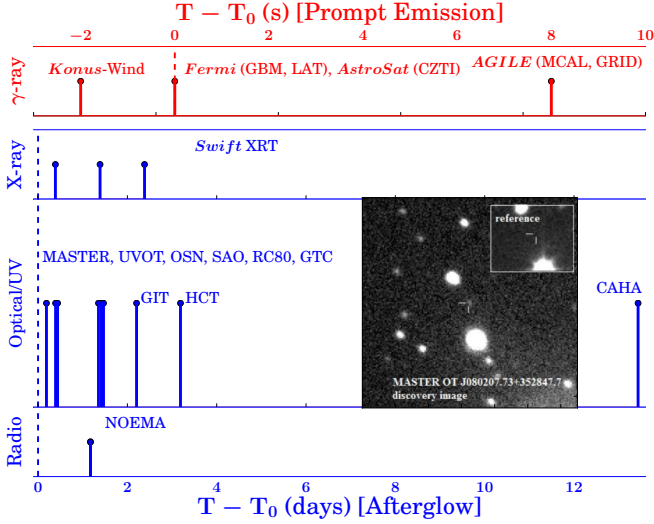 T − T₀ (s) [Prompt Emission]
−2 0 2 4 6 8 10
γ-ray
Konus-Wind
Fermi (GBM, LAT), AstroSat (CZTI)
AGILE (MCAL, GRID)
X-ray
Swift XRT
Optical/UV
MASTER, UVOT, OSN, SAO, RC80, GTC
GIT
HCT
CAHA
reference
MASTER OT J080207.73+352847.7
discovery image
Radio
NOEMA
0 2 4 6 8 10 12
T − T₀ (days) [Afterglow]